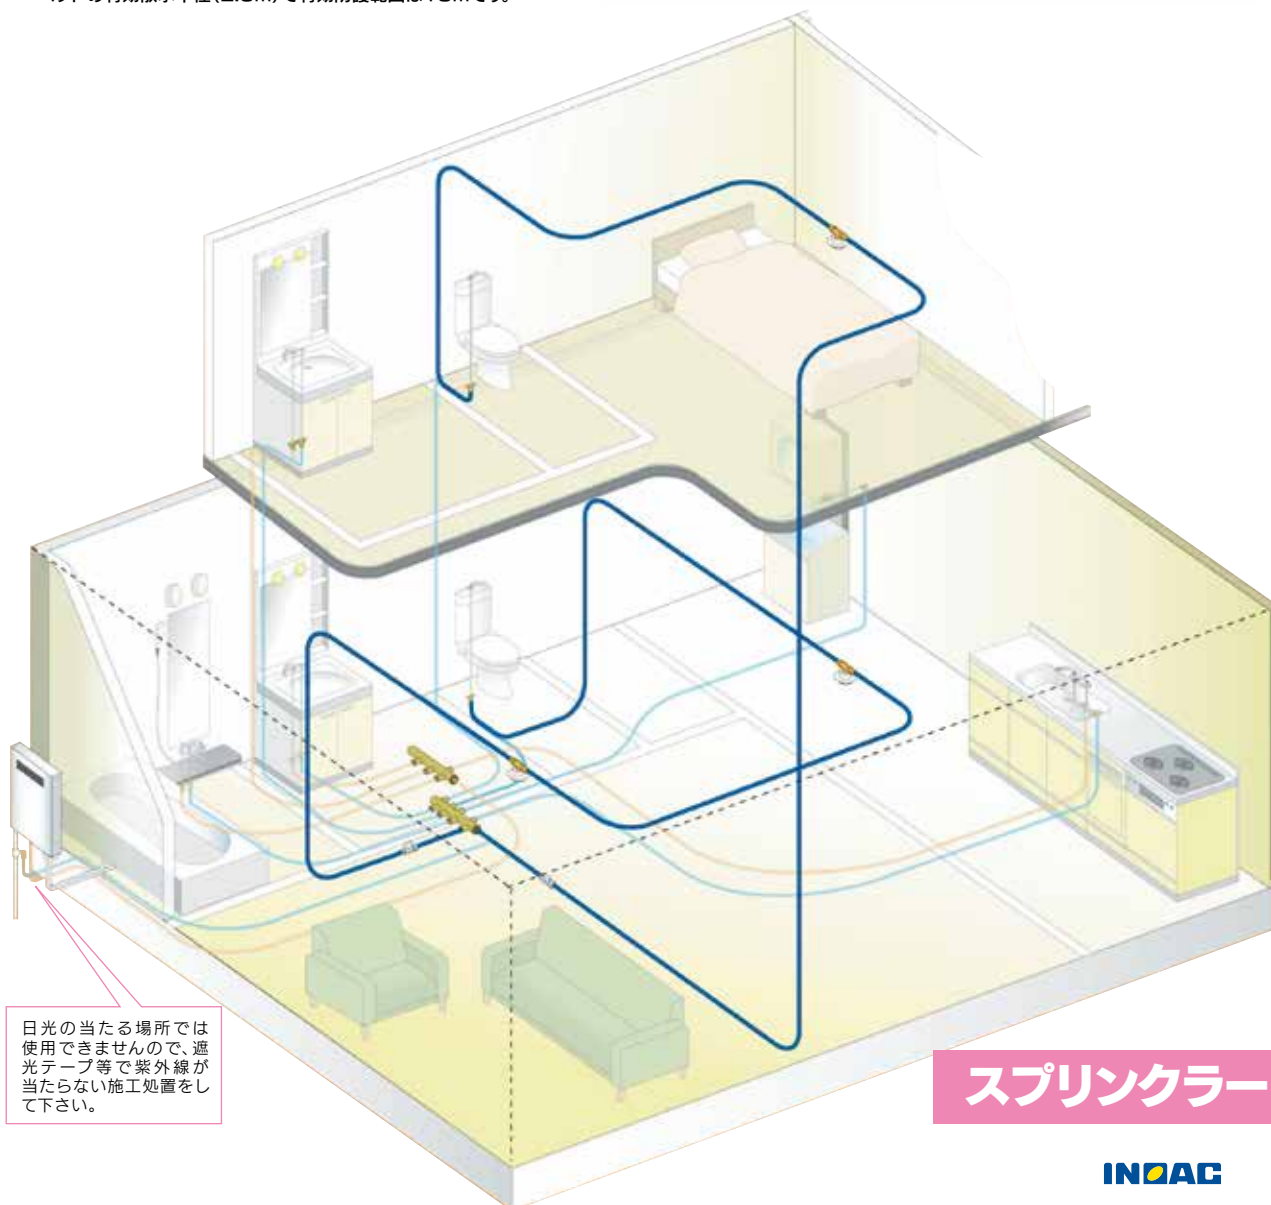 日光の当たる場所では
使用できませんので、遮
光テープ等で紫外線が
当たらない施工処置をし
て下さい。
スプリンクラー
INOAC